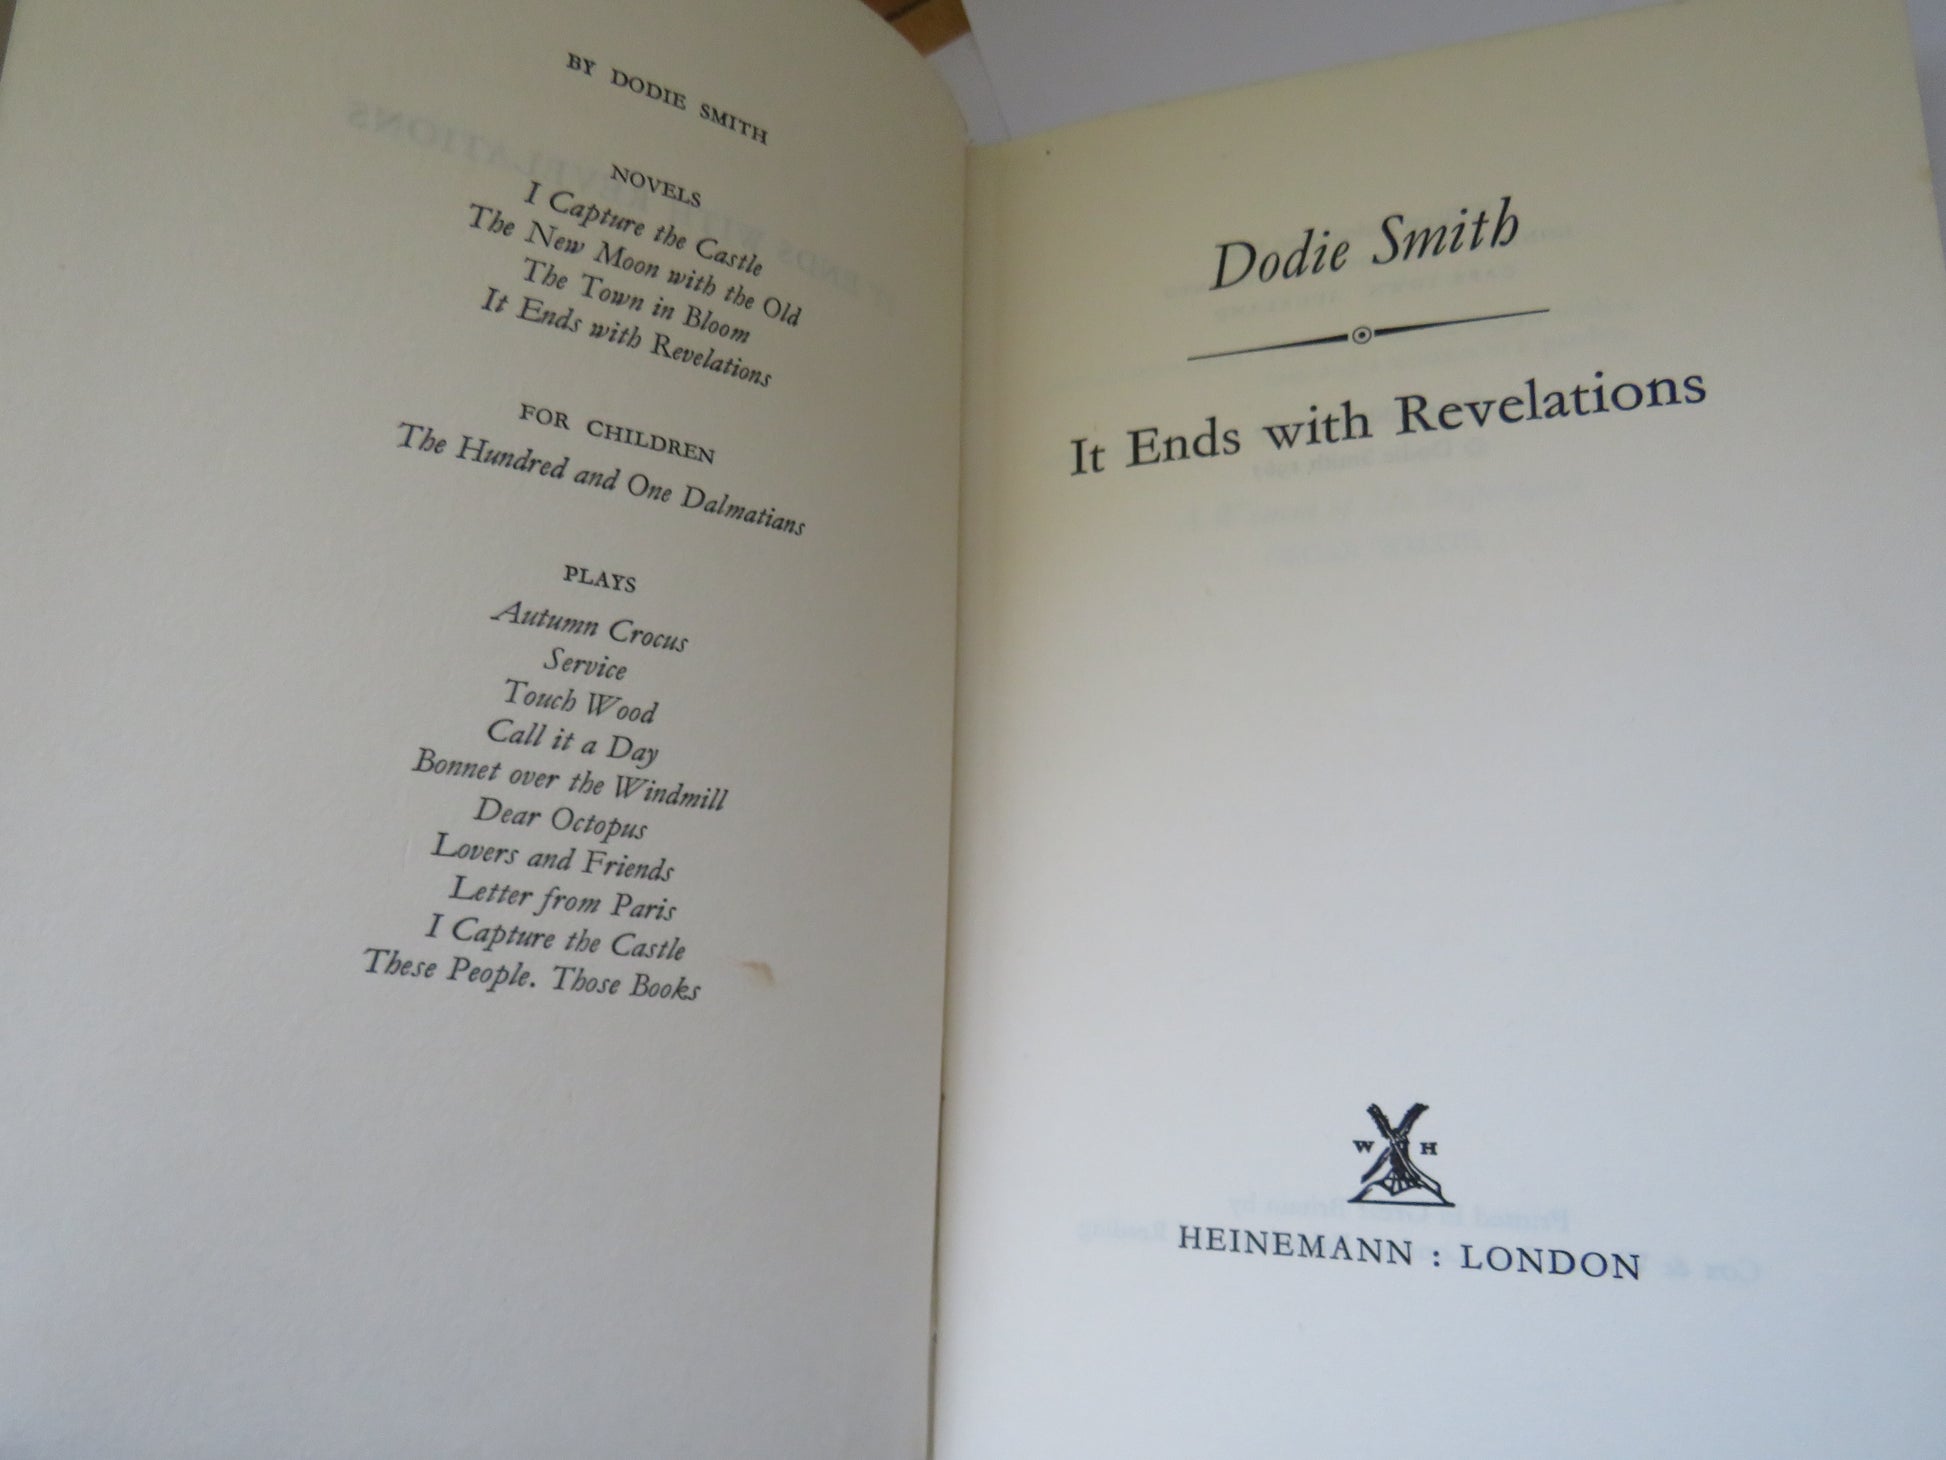 BY DODIE SMITH
NOVELS
I Capture the Castle
The New Moon with the Old
The Town in Bloom
It Ends with Revelations
FOR CHILDREN
The Hundred and One Dalmatians
PLAYS
Autumn Crocus
Service
Touch Wood
Call it a Day
Bonnet over the Windmill
Dear Octopus
Lovers and Friends
Letter from Paris
I Capture the Castle
These People. Those Books
Dodie Smith
It Ends with Revelations
W H
HEINEMANN : LONDON